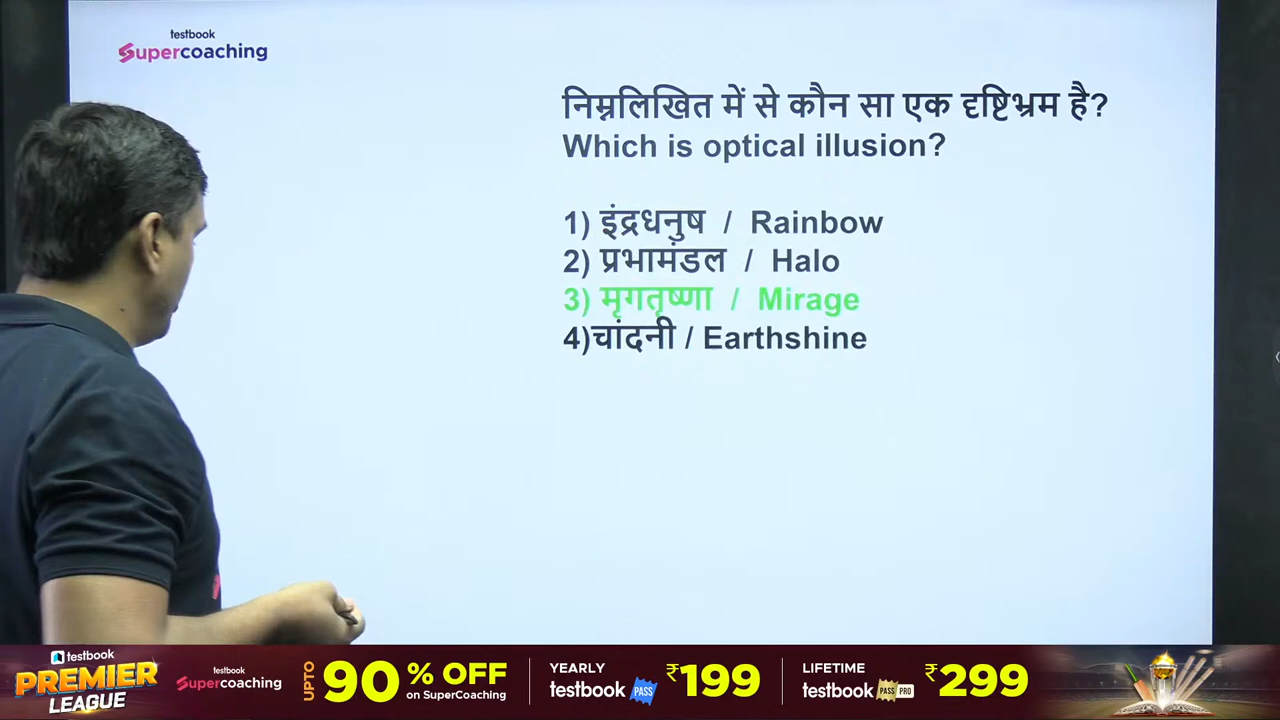 testbook
Supercoaching
निम्नलिखित में से कौन सा एक दृष्टिभ्रम है?
Which is optical illusion?
1) इंद्रधनुष / Rainbow
2) प्रभामंडल / Halo
3) मृगतृष्णा / Mirage
4)चांदनी / Earthshine
testbook
PREMIER
LEAGUE
testbook
Supercoaching
UPTO 90 % OFF
on SuperCoaching
YEARLY
testbook PASS
₹199
LIFETIME
testbook PASS PRO
₹299